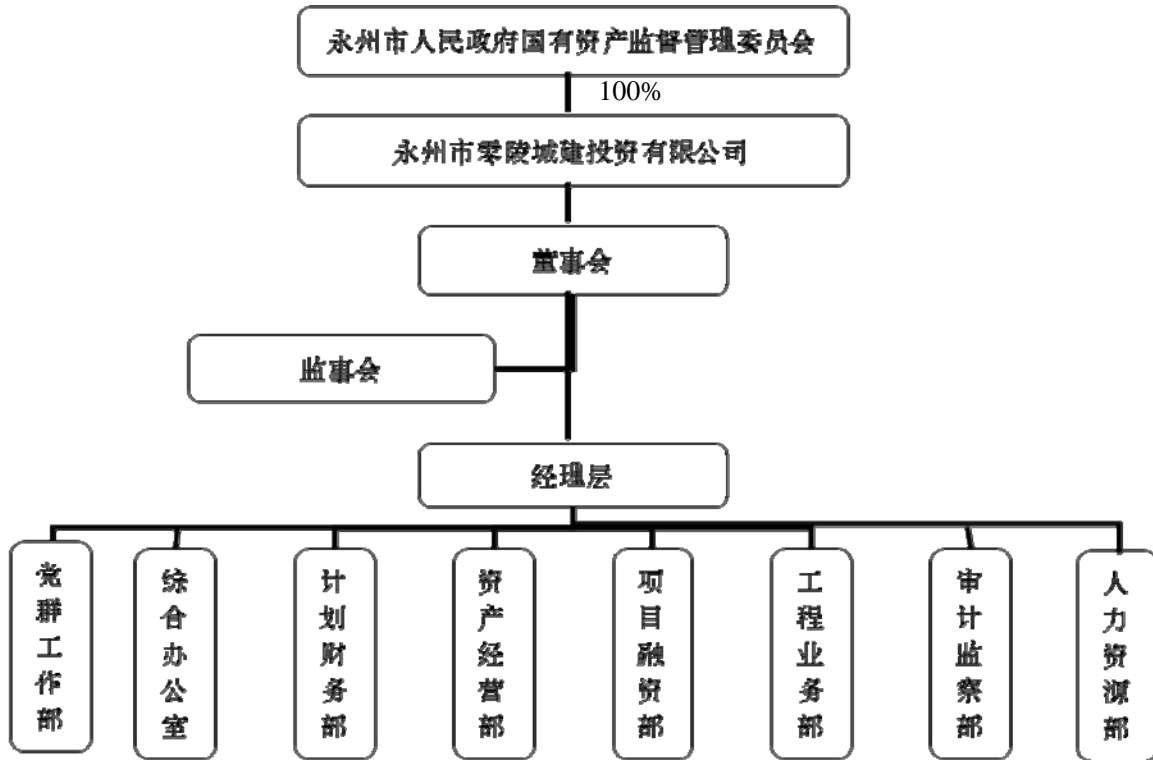 永州市人民政府国有资产监督管理委员会
100%
永州市零陵城建投资有限公司
董事会
监事会
经理层
党群工作部
综合办公室
计划财务部
资产经营部
项目融资部
工程业务部
审计监察部
人力资源部